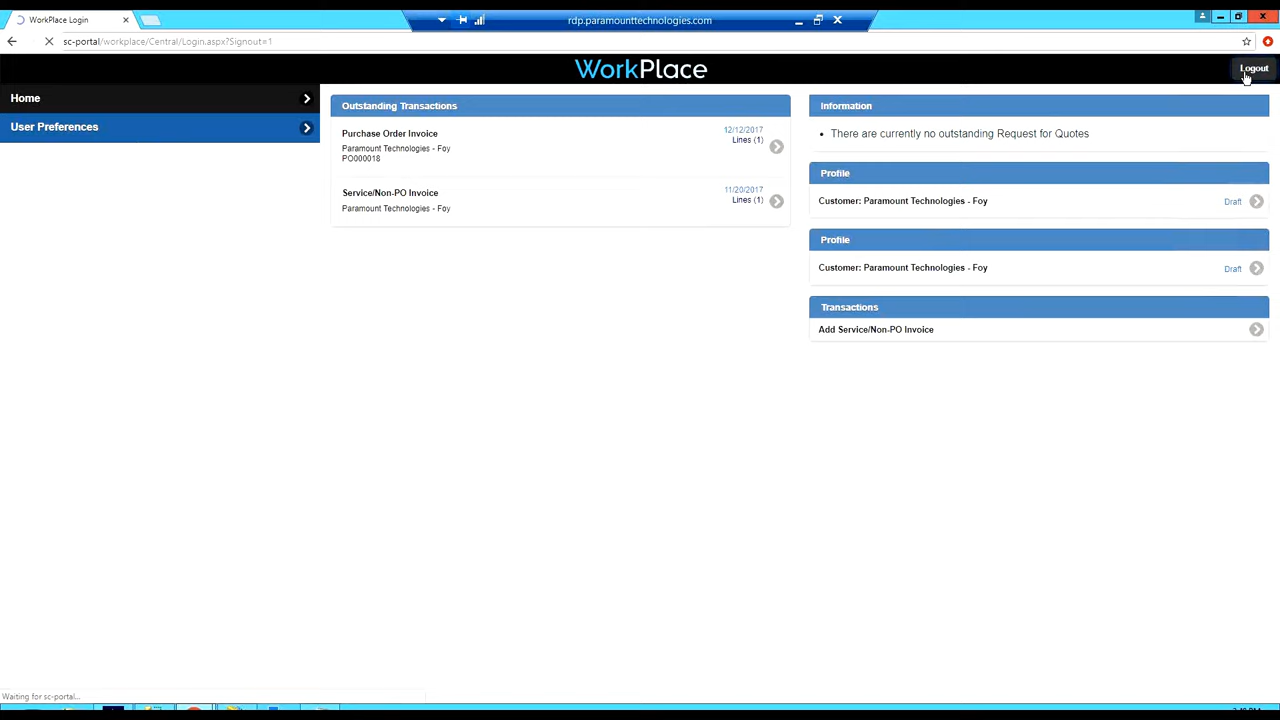 WorkPlace Login
rdp.paramounttechnologies.com
sc-portal/workplace/Central/Login.aspx?Signout=1
WorkPlace
Logout
Home
User Preferences
Outstanding Transactions
Purchase Order Invoice
12/12/2017
Lines (1)
Paramount Technologies - Foy
PO000018
Service/Non-PO Invoice
11/20/2017
Lines (1)
Paramount Technologies - Foy
Information
There are currently no outstanding Request for Quotes
Profile
Customer: Paramount Technologies - Foy
Draft
Profile
Customer: Paramount Technologies - Foy
Draft
Transactions
Add Service/Non-PO Invoice
Waiting for sc-portal...